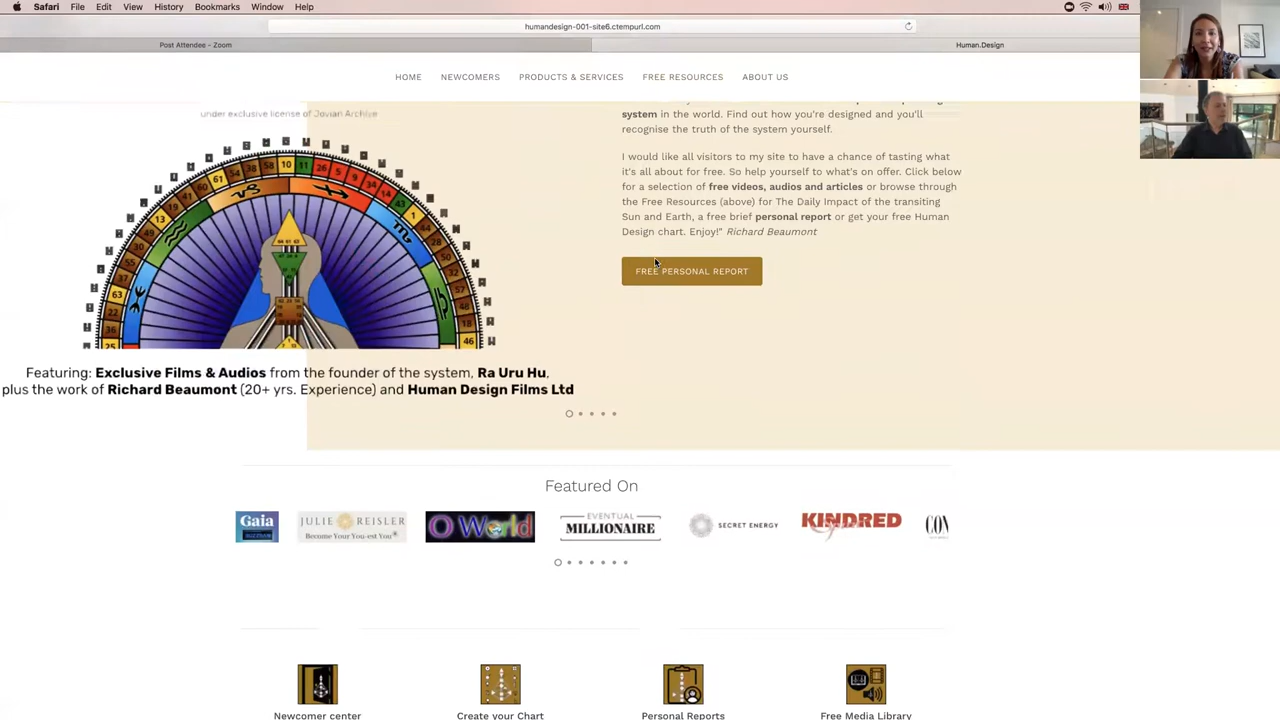 Safari File Edit View History Bookmarks Window Help
humandesign-001-site6.ctempurl.com
Post Attendee - Zoom
Human.Design
HOME NEWCOMERS PRODUCTS & SERVICES FREE RESOURCES ABOUT US
under exclusive license of Jovian Archive
system in the world. Find out how you're designed and you'll
recognise the truth of the system yourself.
I would like all visitors to my site to have a chance of tasting what
it's all about for free. So help yourself to what's on offer. Click below
for a selection of free videos, audios and articles or browse through
the Free Resources (above) for The Daily Impact of the transiting
Sun and Earth, a free brief personal report or get your free Human
Design chart. Enjoy!" Richard Beaumont
FREE PERSONAL REPORT
Featuring: Exclusive Films & Audios from the founder of the system, Ra Uru Hu,
plus the work of Richard Beaumont (20+ yrs. Experience) and Human Design Films Ltd
Featured On
Gaia
JULIE REISLER
Become Your You-est You
O World
EVENTUAL
MILLIONAIRE
SECRET ENERGY
KINDRED
Spirit
Newcomer center
Create your Chart
Personal Reports
Free Media Library